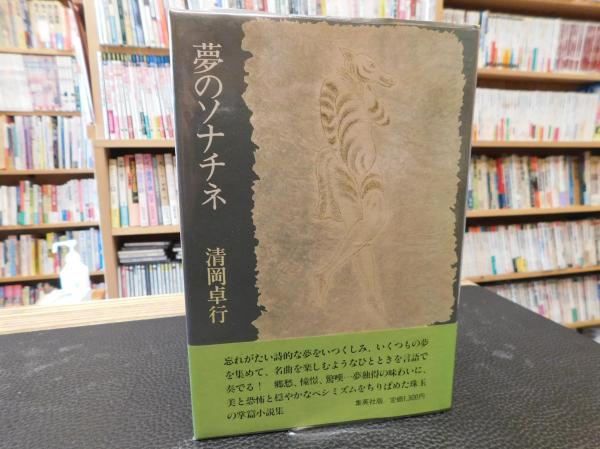 夢のソナチネ
清岡卓行
忘れがたい詩的な夢をいつくしみ、いくつもの夢
を集めて、名曲を楽しむようなひとときを言語で
奏でる! 郷愁、憧憬、驚嘆…夢独得の味わいに、
美と恐怖と穏やかなペシミズムをちりばめた珠玉
の掌篇小説集
集英社版 定価1,300円